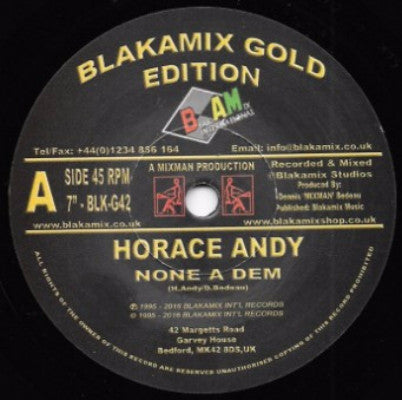 BLAKAMIX GOLD
EDITION
BAM
Tel/Fax: +44(0)1234 856 164
Email: info@blakamix.co.uk
A
SIDE 45 RPM
7" - BLK-G42
www.blakamix.co.uk
A MIXMAN PRODUCTION
Recorded & Mixed
Blakamix Studios
Produced By:
Dennis 'MIXMAN' Bedeau
Published: Blakamix Music
www.blakamixshop.co.uk
HORACE ANDY
NONE A DEM
(H.Andy/D.Bedeau)
℗ 1995 - 2016 BLAKAMIX INT'L RECORDS
© 1995 - 2016 BLAKAMIX INT'L RECORDS
42 Margetts Road
Garvey House
Bedford, MK42 8DS,UK
ALL RIGHTS OF THE OWNER OF THIS RECORD ARE RESERVED UNAUTHORISED COPYING OF THIS RECORD PROHIBITED